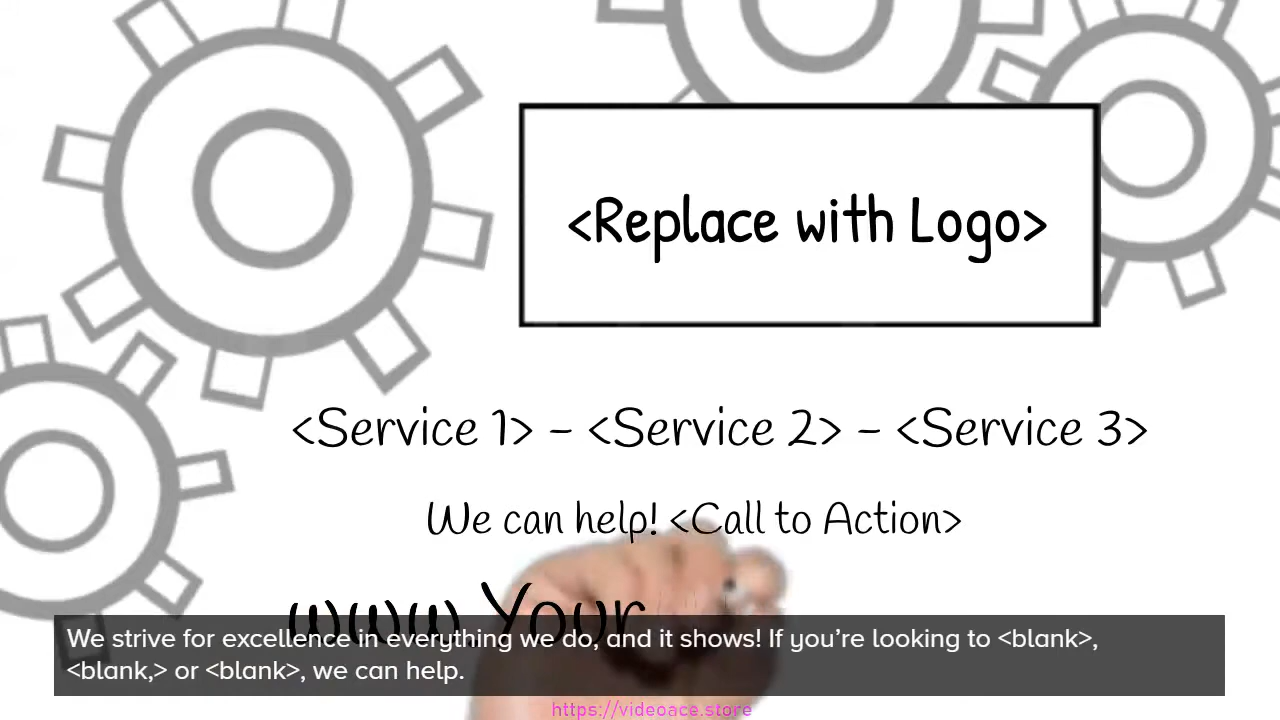 <Replace with Logo>
<Service 1> – <Service 2> – <Service 3>
We can help! <Call to Action>
www.Your
We strive for excellence in everything we do, and it shows! If you’re looking to <blank>,
<blank,> or <blank>, we can help.
https://videoace.store